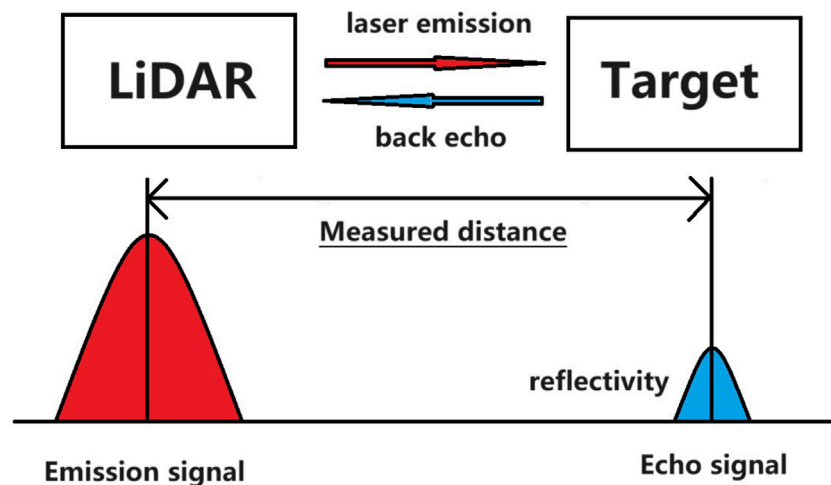 laser emission
LiDAR
Target
back echo
Measured distance
reflectivity
Emission signal
Echo signal